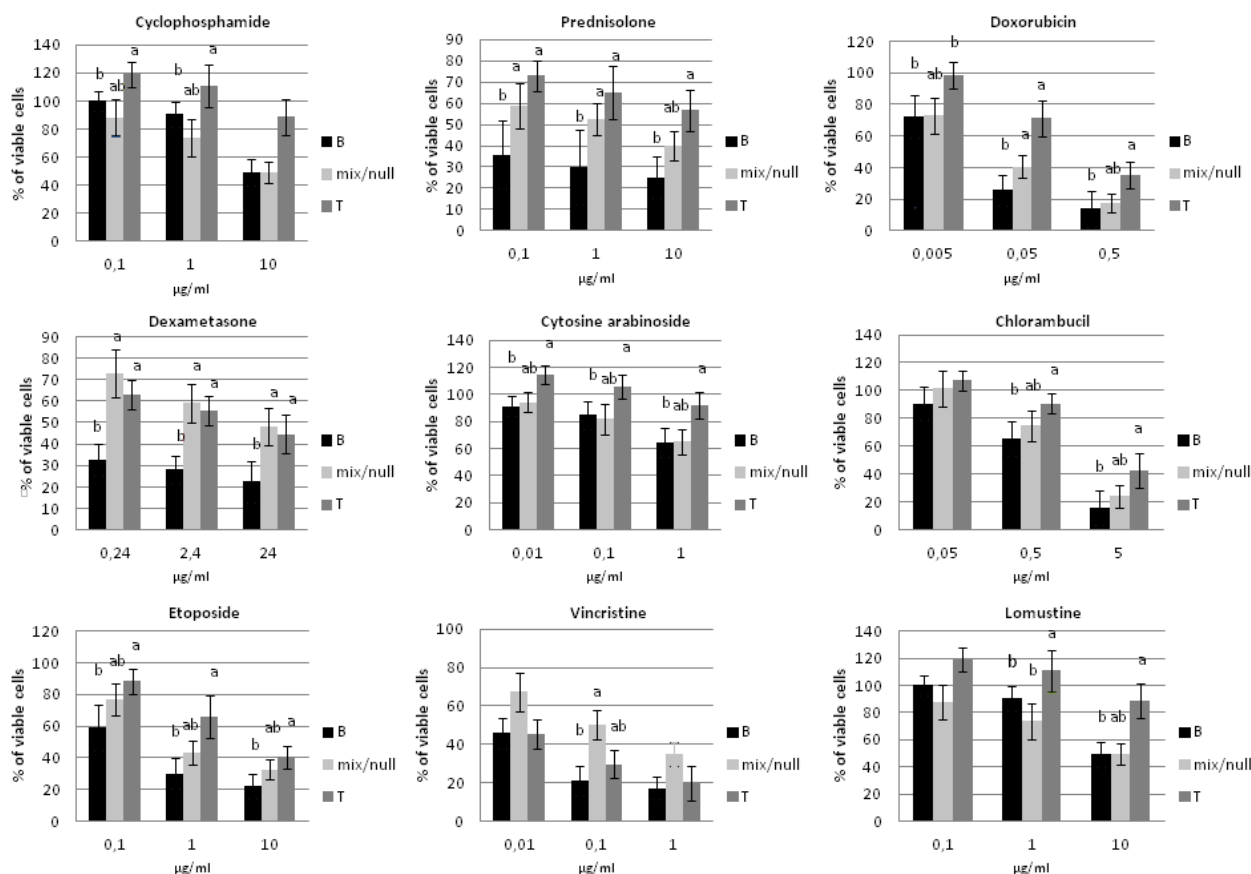 Cyclophosphamide
% of viable cells
140
120
100
80
60
40
20
0
b ab a
b ab a
0,1 1 10
µg/ml
B
mix/null
T
Prednisolone
% of viable cells
90
80
70
60
50
40
30
20
10
0
b a a
b a a
b ab a
0,1 1 10
µg/ml
B
mix/null
T
Doxorubicin
% of viable cells
120
100
80
60
40
20
0
b ab b
b a a
b ab a
0,005 0,05 0,5
µg/ml
B
mix/null
T
Dexametasone
% of viable cells
90
80
70
60
50
40
30
20
10
0
b a a
b a a
b a a
0,24 2,4 24
µg/ml
B
mix/null
T
Cytosine arabinoside
% of viable cells
140
120
100
80
60
40
20
0
b ab a
b ab a
b ab a
0,01 0,1 1
µg/ml
B
mix/null
T
Chlorambucil
% of viable cells
140
120
100
80
60
40
20
0
b ab a
b ab a
0,05 0,5 5
µg/ml
B
mix/null
T
Etoposide
% of viable cells
120
100
80
60
40
20
0
b ab a
b ab a
b ab a
0,1 1 10
µg/ml
B
mix/null
T
Vincristine
% of viable cells
100
80
60
40
20
0
b a ab
0,01 0,1 1
µg/ml
B
mix/null
T
Lomustine
% of viable cells
140
120
100
80
60
40
20
0
b b a
b ab a
0,1 1 10
µg/ml
B
mix/null
T